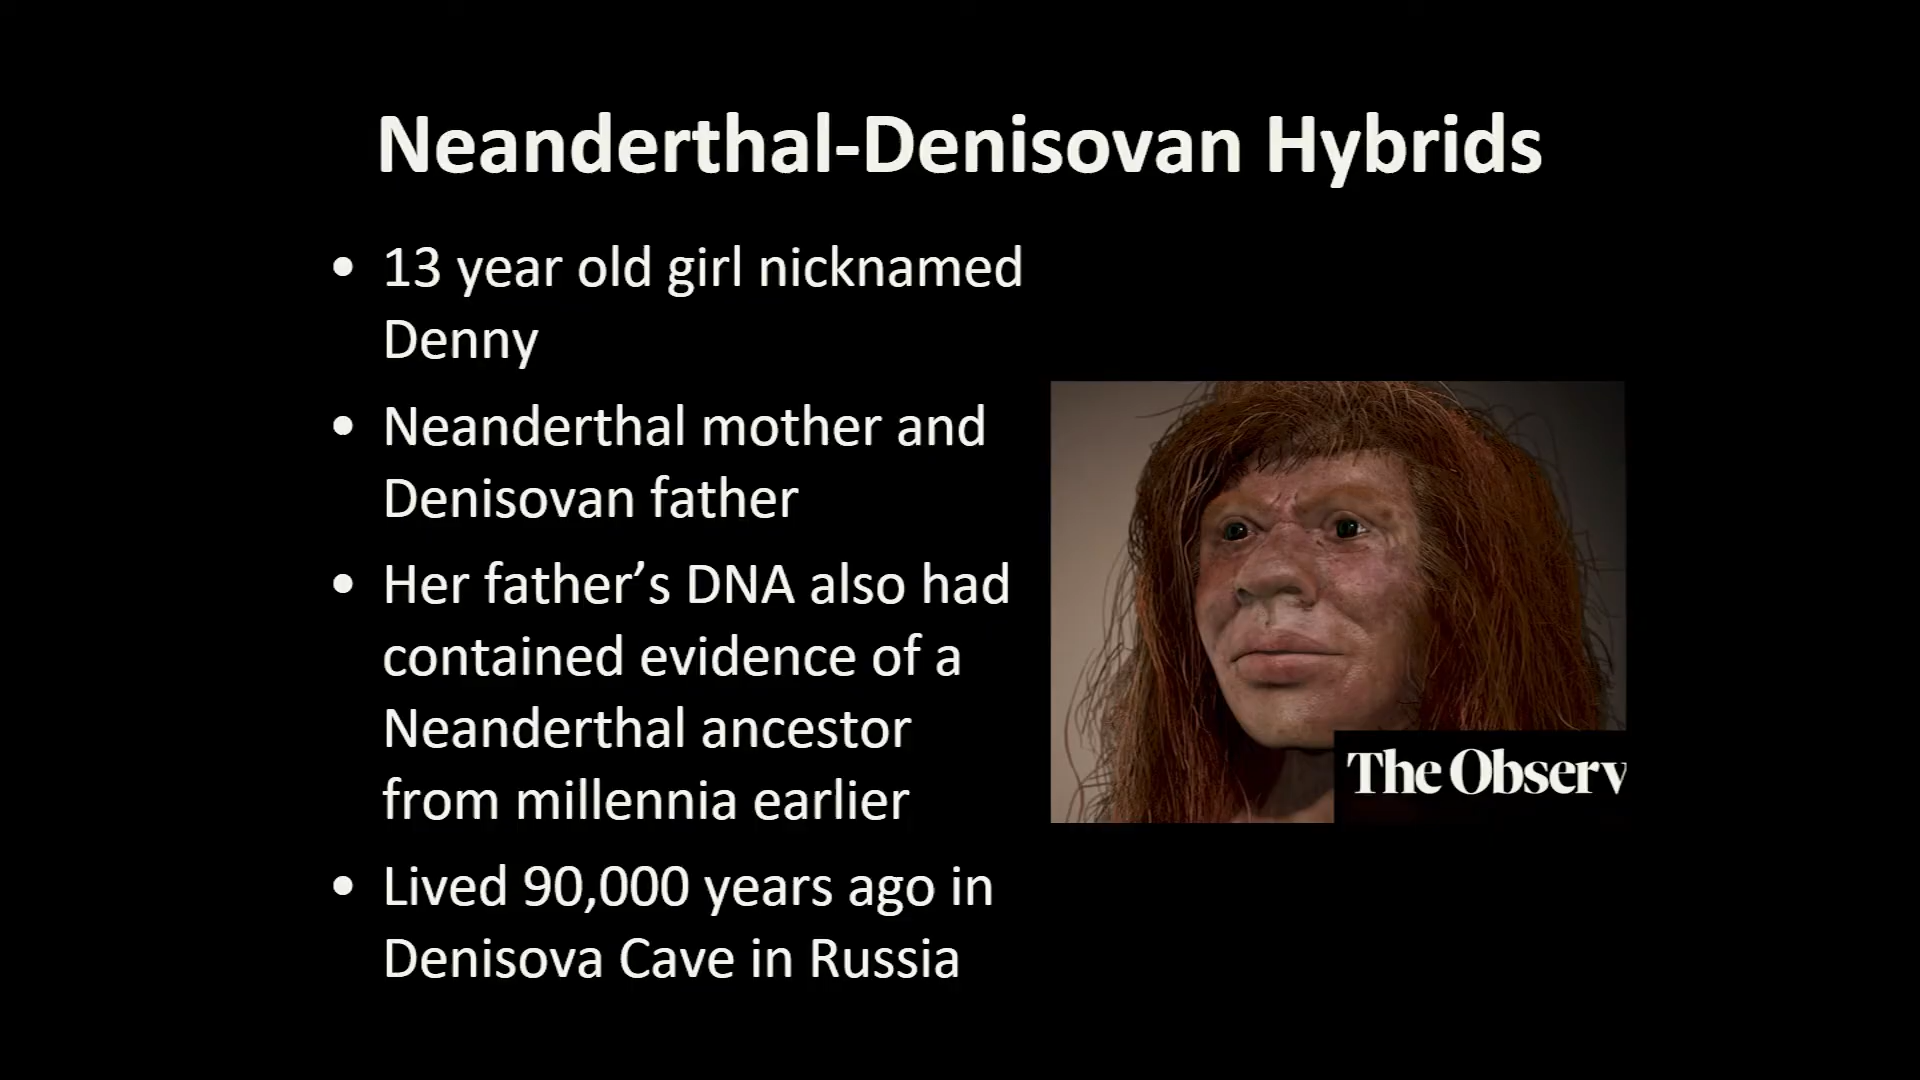 Neanderthal-Denisovan Hybrids
• 13 year old girl nicknamed
Denny
• Neanderthal mother and
Denisovan father
• Her father’s DNA also had
contained evidence of a
Neanderthal ancestor
from millennia earlier
• Lived 90,000 years ago in
Denisova Cave in Russia
The Observ